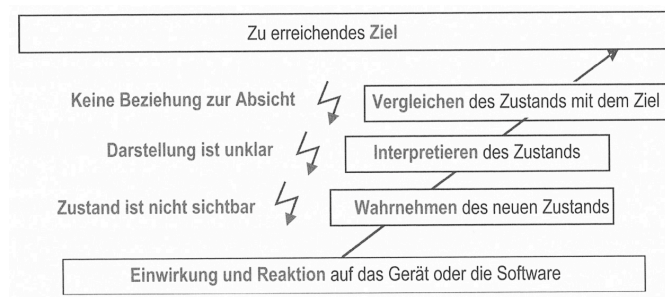 Zu erreichendes Ziel
Keine Beziehung zur Absicht
Vergleichen des Zustands mit dem Ziel
Darstellung ist unklar
Interpretieren des Zustands
Zustand ist nicht sichtbar
Wahrnehmen des neuen Zustands
Einwirkung und Reaktion auf das Gerät oder die Software